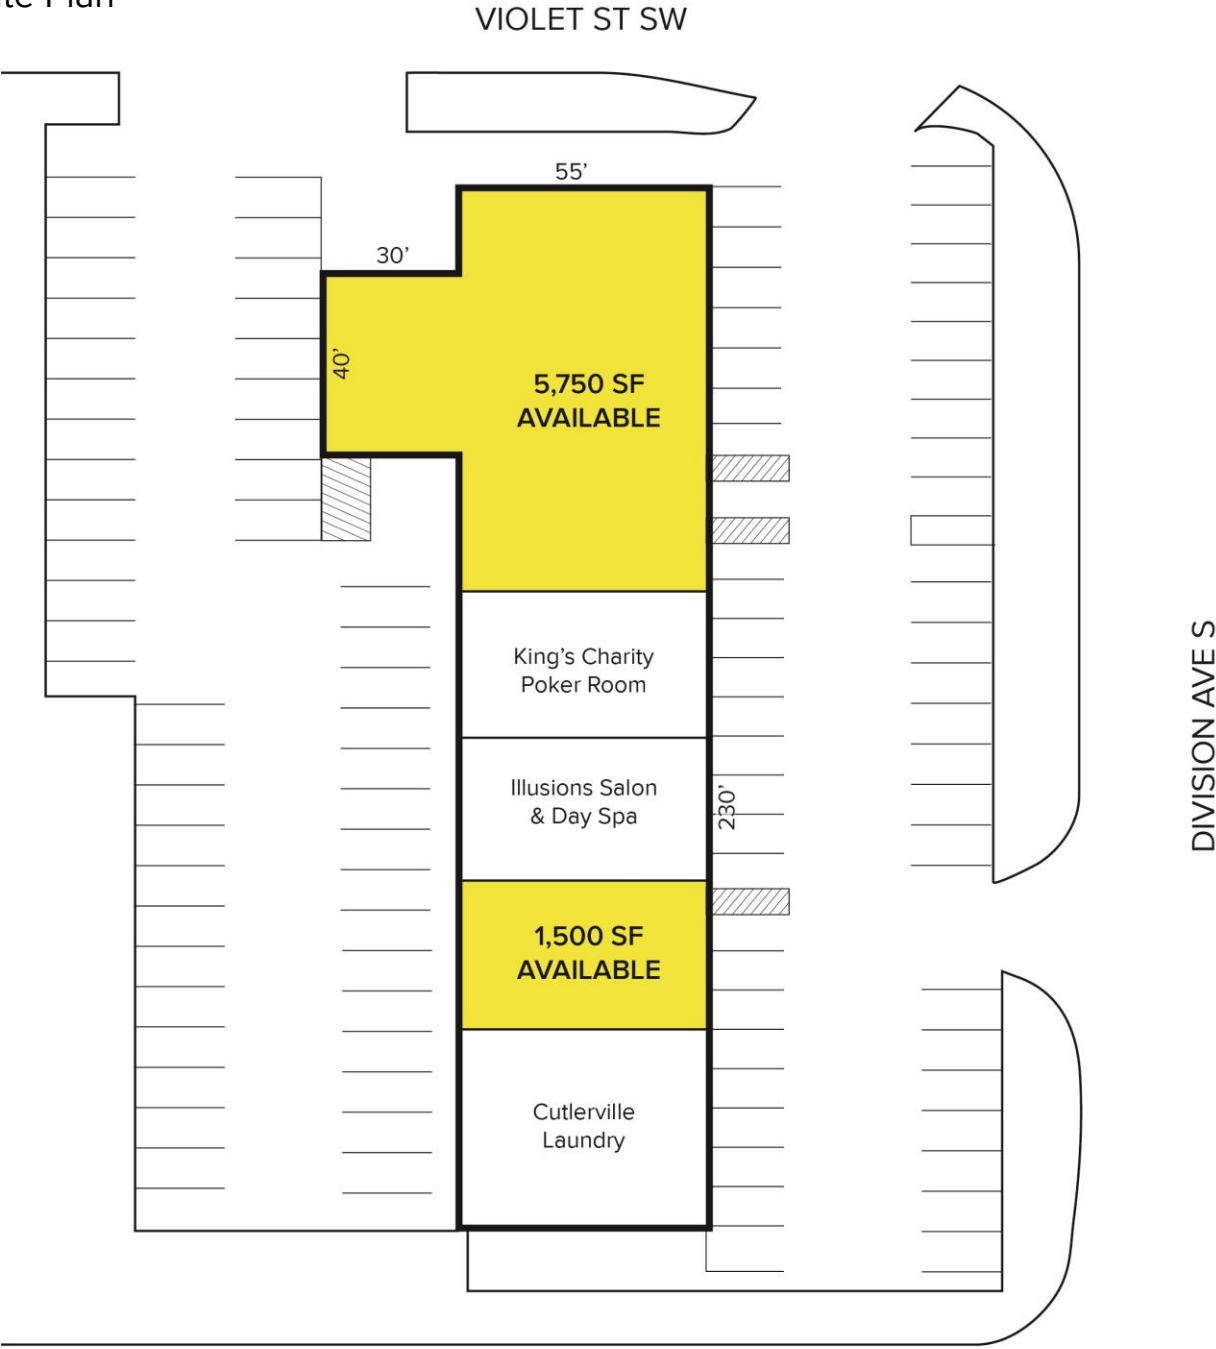 VIOLET ST SW
55’
30’
40’
5,750 SF
AVAILABLE
King’s Charity
Poker Room
Illusions Salon
& Day Spa
230’
1,500 SF
AVAILABLE
Cutlerville
Laundry
DIVISION AVE S